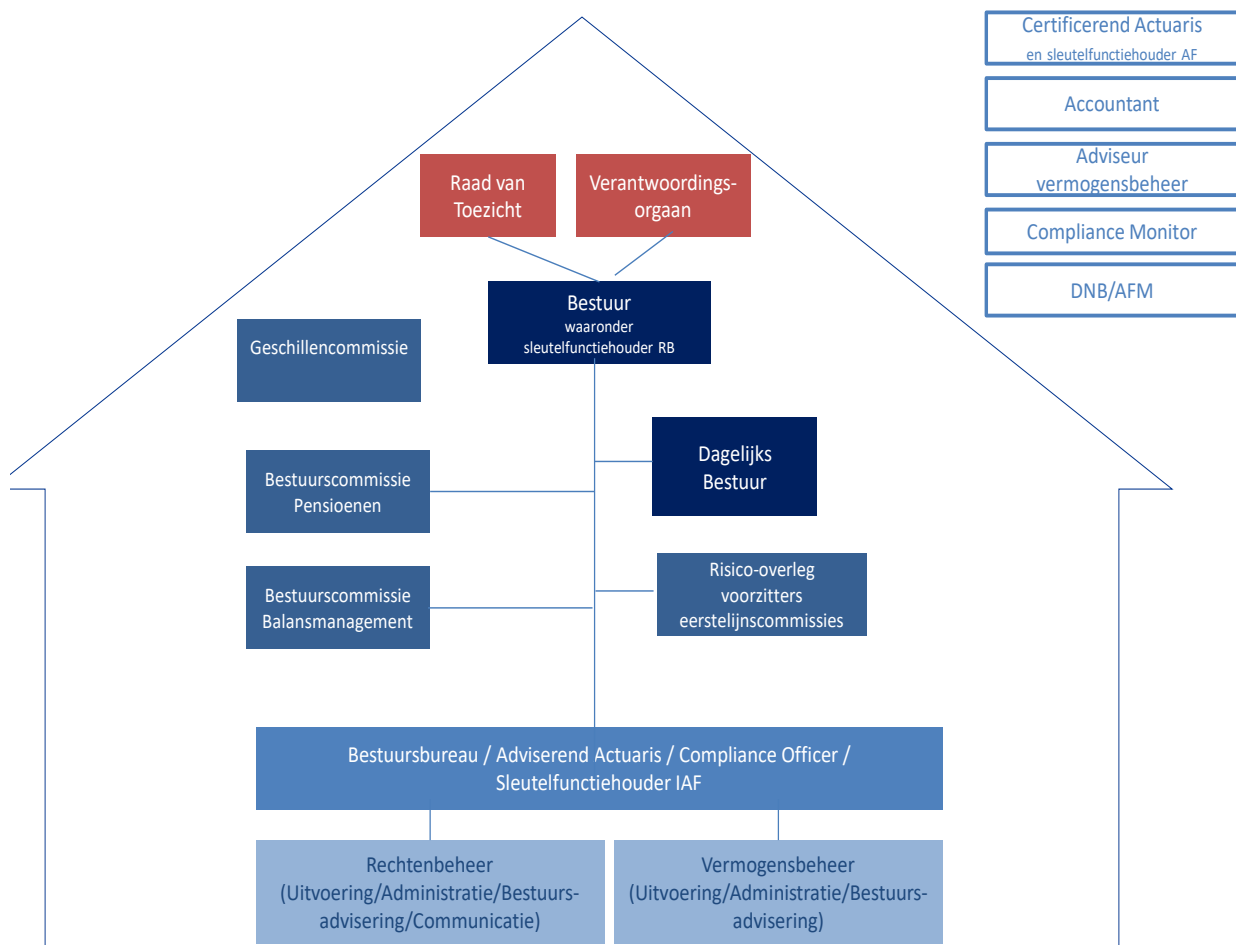 Certificerend Actuaris
en sleutelfunctiehouder AF
Accountant
Adviseur
vermogensbeheer
Compliance Monitor
DNB/AFM
Raad van
Toezicht
Verantwoordings-
orgaan
Bestuur
waaronder
sleutelfunctiehouder RB
Geschillencommissie
Dagelijks
Bestuur
Bestuurscommissie
Pensioenen
Risico-overleg
voorzitters
eerstelijnscommissies
Bestuurscommissie
Balansmanagement
Bestuursbureau / Adviserend Actuaris / Compliance Officer /
Sleutelfunctiehouder IAF
Rechtenbeheer
(Uitvoering/Administratie/Bestuurs-
advisering/Communicatie)
Vermogensbeheer
(Uitvoering/Administratie/Bestuurs-
advisering)